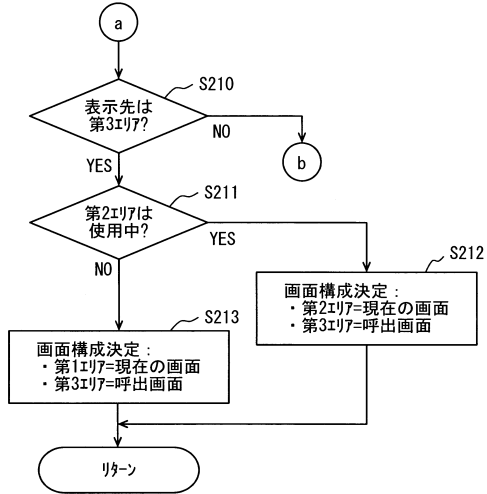 a
S210
表示先は
第3ｴﾘｱ?
NO
b
YES
S211
第2ｴﾘｱは
使用中?
YES
NO
S212
画面構成決定：
・第2ｴﾘｱ=現在の画面
・第3ｴﾘｱ=呼出画面
S213
画面構成決定：
・第1ｴﾘｱ=現在の画面
・第3ｴﾘｱ=呼出画面
ﾘﾀｰﾝ